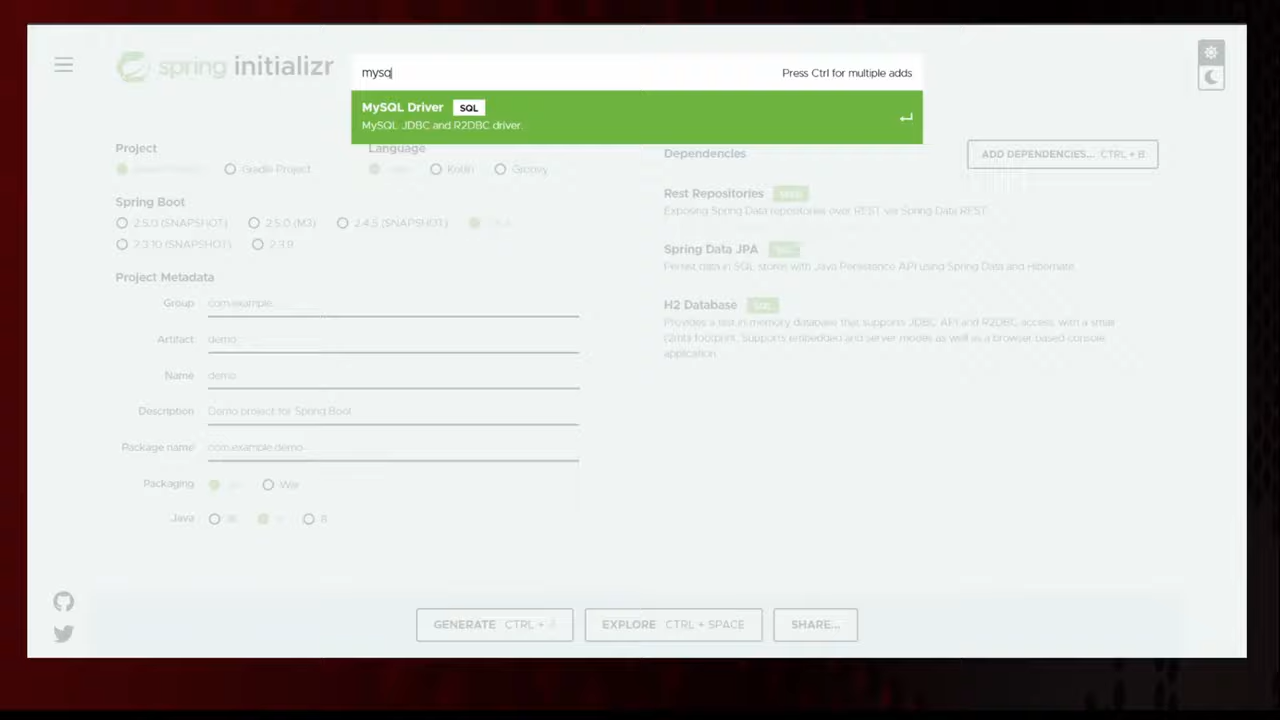 spring initializr
mysq
Press Ctrl for multiple adds
MySQL Driver SQL
MySQL JDBC and R2DBC driver.
Project
Gradle Project
Language
Kotlin
Groovy
Dependencies
ADD DEPENDENCIES... CTRL + B
Spring Boot
2.5.0 (SNAPSHOT)
2.5.0 (M3)
2.4.5 (SNAPSHOT)
2.3.10 (SNAPSHOT)
2.3.9
Rest Repositories
Exposing Spring Data repositories over REST via Spring Data REST.
Spring Data JPA
Persist data in SQL stores with Java Persistence API using Spring Data and Hibernate.
H2 Database SQL
Provides a fast in-memory database that supports JDBC API and R2DBC access, with a small
(2mb) footprint. Supports embedded and server modes as well as a browser based console
application.
Project Metadata
Group com.example
Artifact demo
Name demo
Description Demo project for Spring Boot
Package name com.example.demo
Packaging
War
Java
8
GENERATE CTRL +
EXPLORE CTRL + SPACE
SHARE...